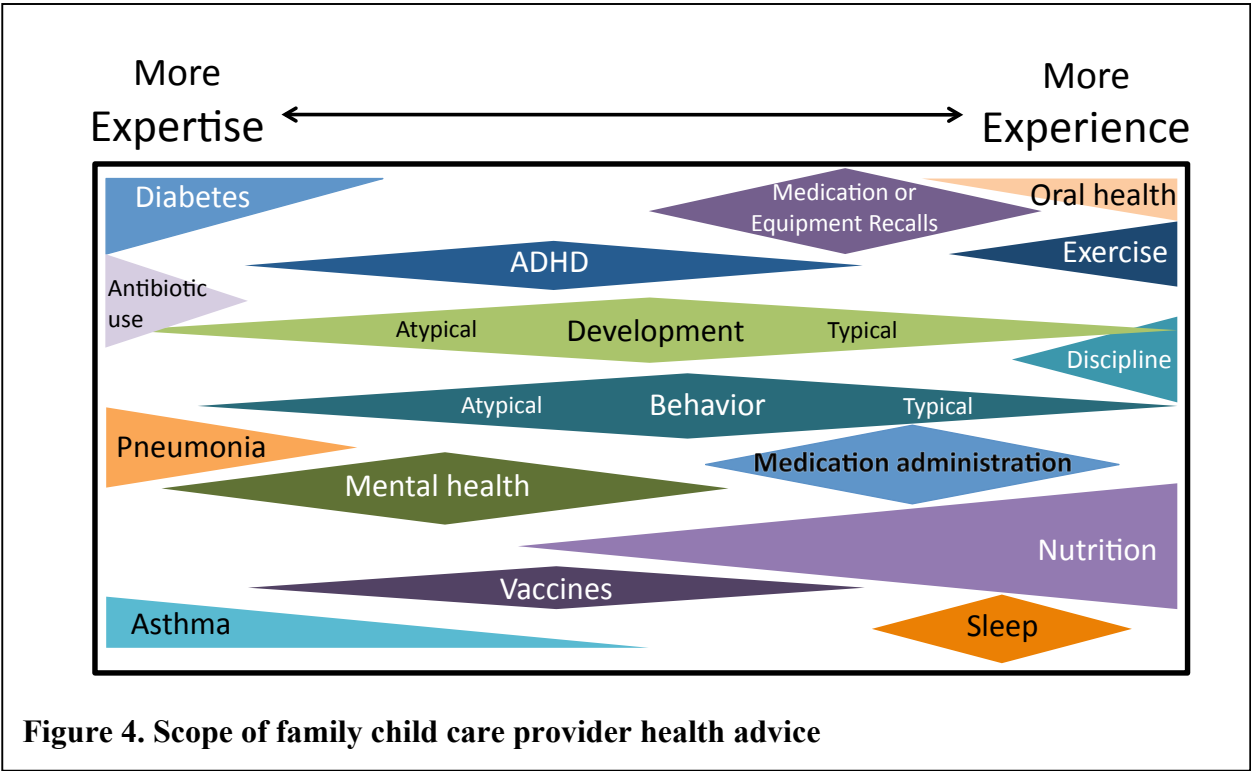 More
Expertise
More
Experience
Diabetes
Medication or
Equipment Recalls
Oral health
ADHD
Exercise
Antibiotic
use
Atypical
Development
Typical
Discipline
Atypical
Behavior
Typical
Pneumonia
Medication administration
Mental health
Nutrition
Vaccines
Asthma
Sleep
Figure 4. Scope of family child care provider health advice